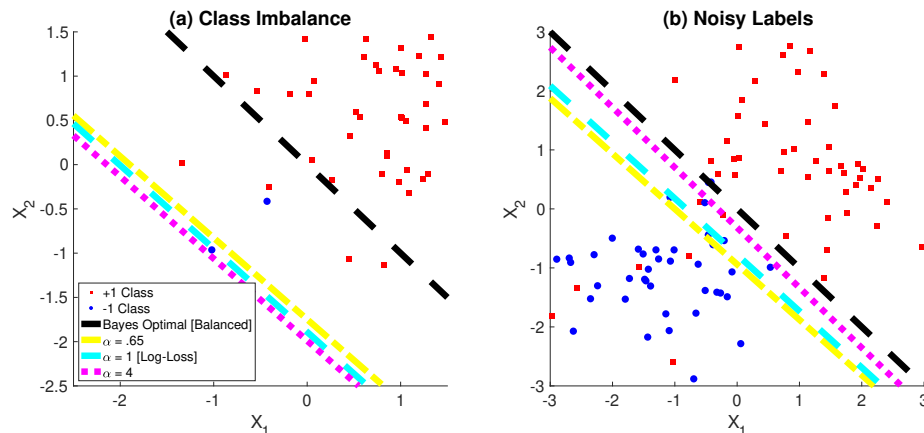 (a) Class Imbalance
1.5
1
0.5
0
-0.5
-1
-1.5
-2
-2.5
X2
-2
-1
0
1
X1
+1 Class
-1 Class
Bayes Optimal [Balanced]
α = .65
α = 1 [Log-Loss]
α = 4
(b) Noisy Labels
3
2
1
0
-1
-2
-3
X2
-3
-2
-1
0
1
2
3
X1